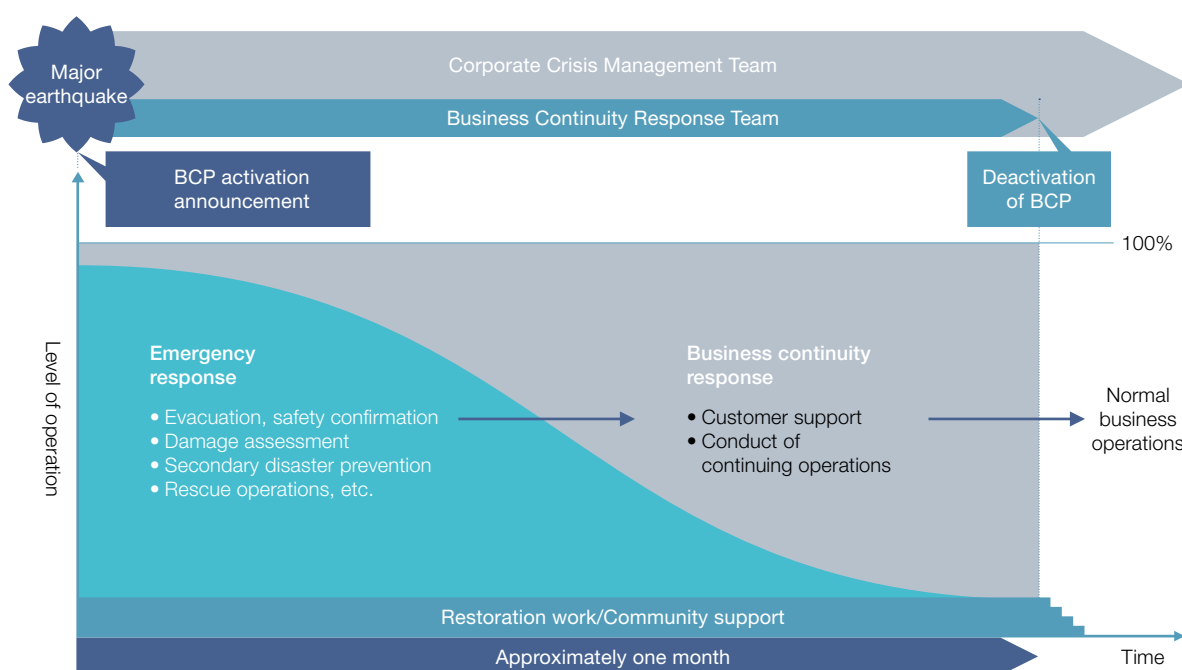 Major
earthquake
Corporate Crisis Management Team
Business Continuity Response Team
BCP activation
announcement
Deactivation
of BCP
100%
Level of operation
Emergency
response
• Evacuation, safety confirmation
• Damage assessment
• Secondary disaster prevention
• Rescue operations, etc.
Business continuity
response
• Customer support
• Conduct of
continuing operations
Normal
business
operations
Restoration work/Community support
Approximately one month
Time